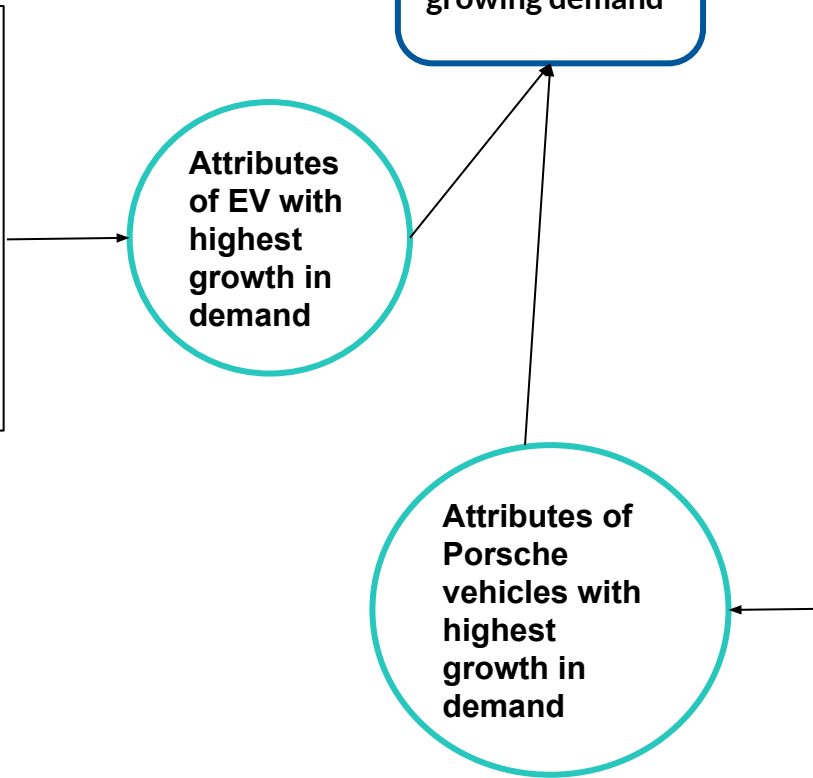 growing demand
Attributes
of EV with
highest
growth in
demand
Attributes of
Porsche
vehicles with
highest
growth in
demand